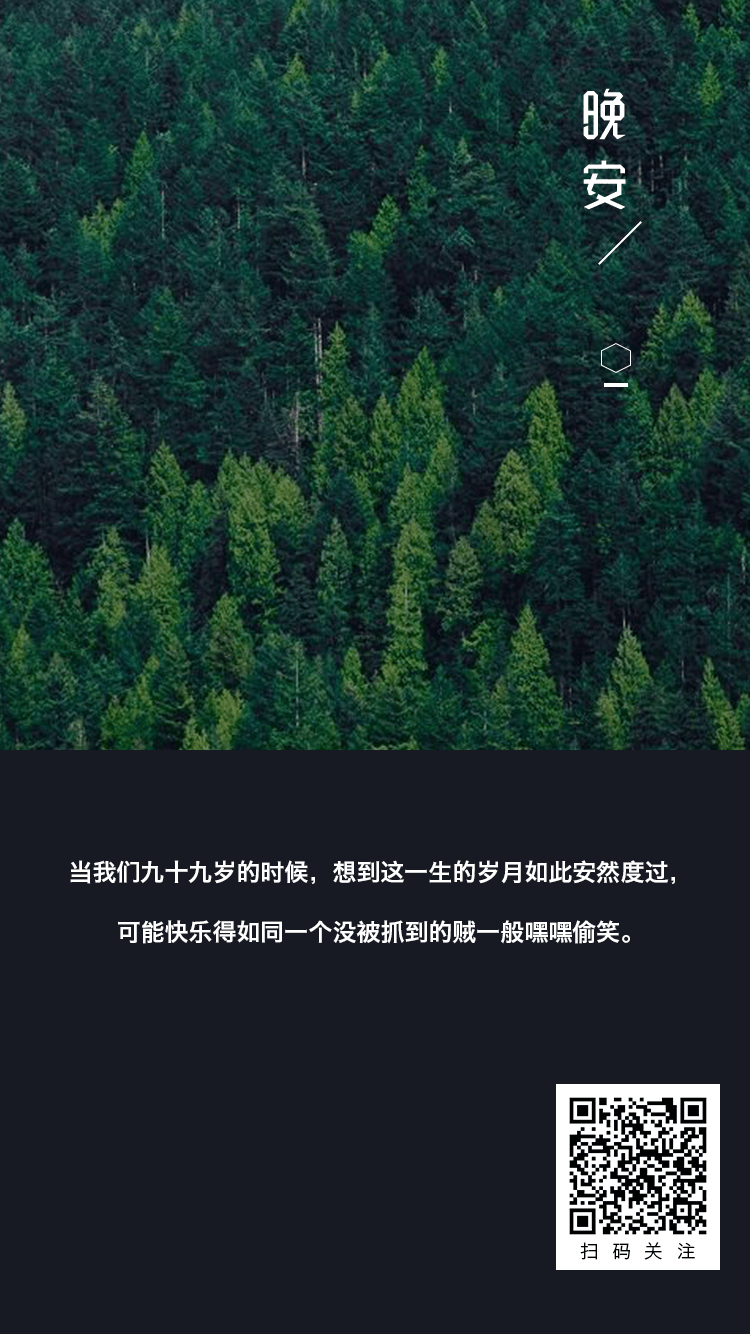 晚安
当我们九十九岁的时候，想到这一生的岁月如此安然度过，
可能快乐得如同一个没被抓到的贼一般嘿嘿偷笑。
扫码关注